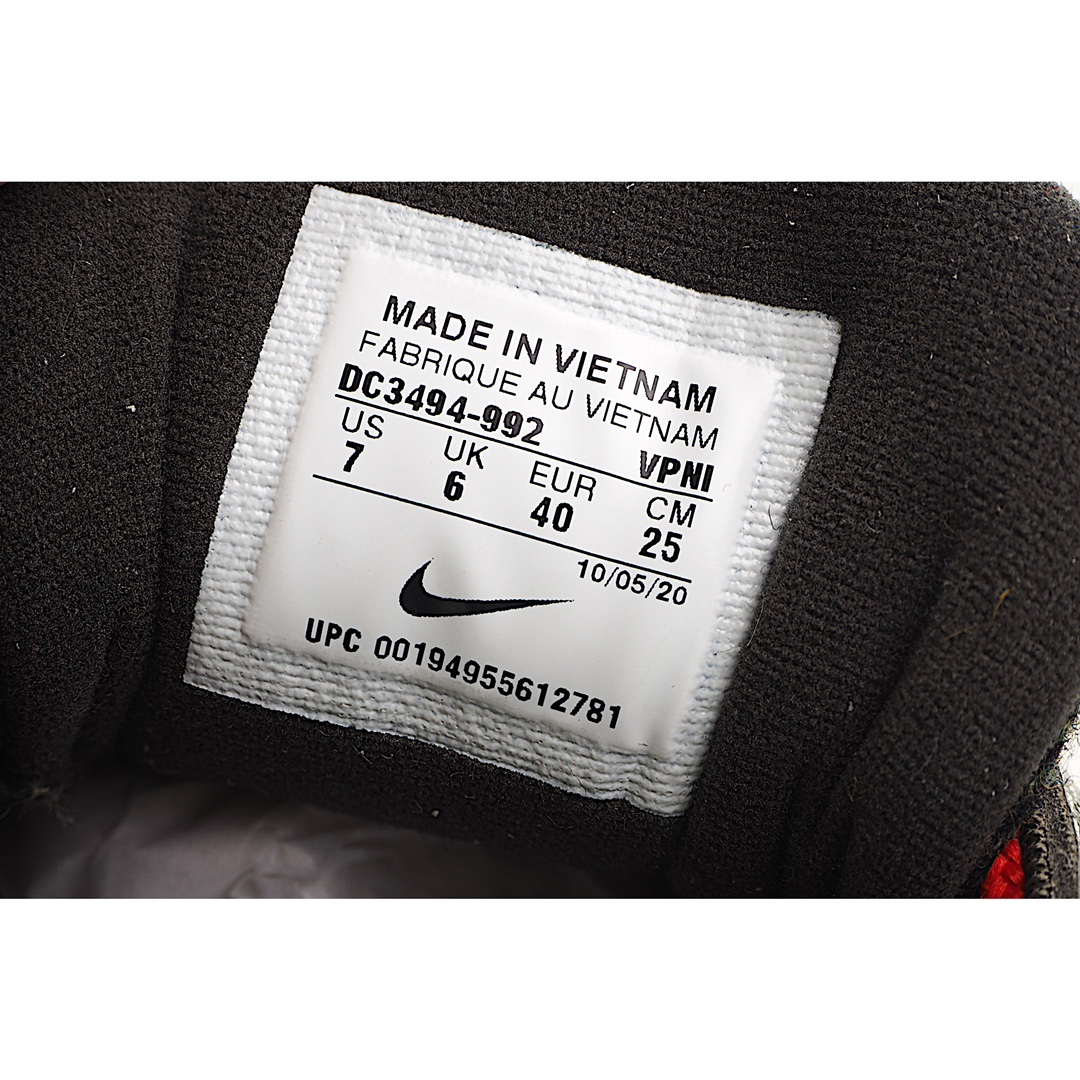 MADE IN VIETNAM
FABRIQUE AU VIETNAM
DC3494-992 VPNI
US UK EUR CM
7 6 40 25
10/05/20
UPC 00194955612781